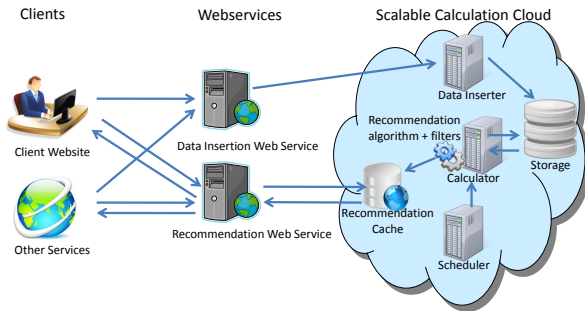 Clients
Webservices
Scalable Calculation Cloud
Data Inserter
Recommendation
algorithm + filters
Client Website
Data Insertion Web Service
Storage
Calculator
Other Services
Recommendation Web Service
Recommendation
Cache
Scheduler